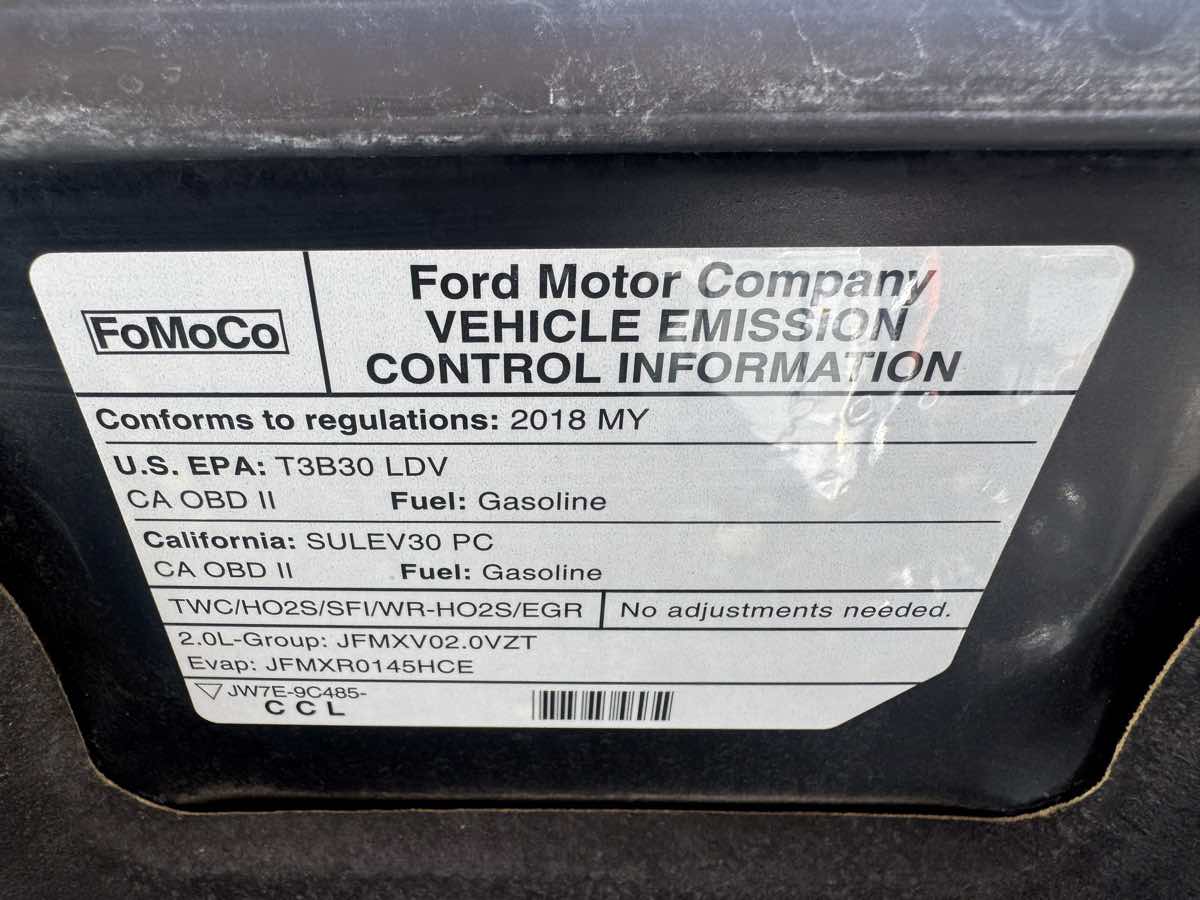 FoMoCo
Ford Motor Company
VEHICLE EMISSION
CONTROL INFORMATION
Conforms to regulations: 2018 MY
U.S. EPA: T3B30 LDV
CA OBD II Fuel: Gasoline
California: SULEV30 PC
CA OBD II Fuel: Gasoline
TWC/HO2S/SFI/WR-HO2S/EGR No adjustments needed.
2.0L-Group: JFMXV02.0VZT
Evap: JFMXR0145HCE
JW7E-9C485-
C C L